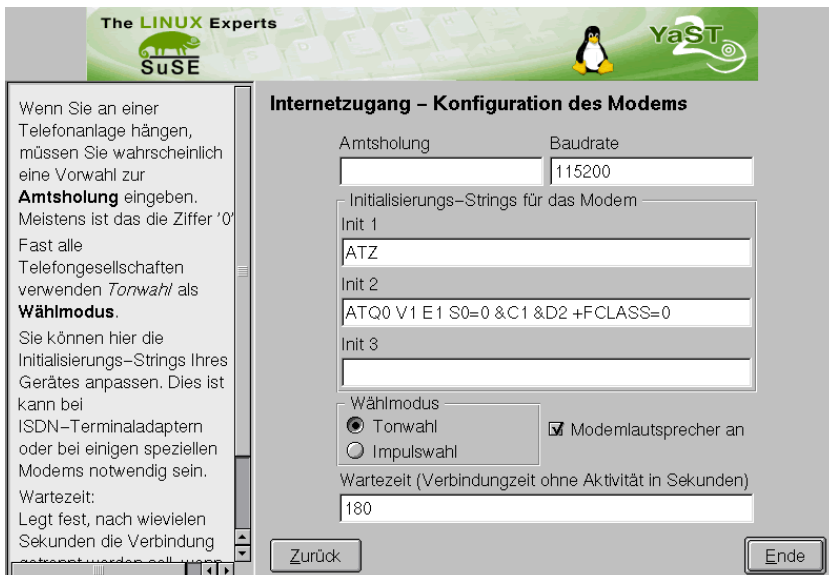 The LINUX Experts
SuSE
YaST2
Wenn Sie an einer
Telefonanlage hängen,
müssen Sie wahrscheinlich
eine Vorwahl zur
Amtsholung eingeben.
Meistens ist das die Ziffer '0'
Fast alle
Telefongesellschaften
verwenden Tonwahl als
Wählmodus.
Sie können hier die
Initialisierungs-Strings Ihres
Gerätes anpassen. Dies ist
kann bei
ISDN-Terminaladaptern
oder bei einigen speziellen
Modems notwendig sein.
Wartezeit:
Legt fest, nach wievielen
Sekunden die Verbindung
getrennt werden soll, wenn
Internetzugang – Konfiguration des Modems
Amtsholung
Baudrate
115200
Initialisierungs-Strings für das Modem
Init 1
ATZ
Init 2
ATQ0 V1 E1 S0=0 &C1 &D2 +FCLASS=0
Init 3
Wählmodus
Tonwahl
Impulswahl
Modemlautsprecher an
Wartezeit (Verbindungzeit ohne Aktivität in Sekunden)
180
Zurück
Ende